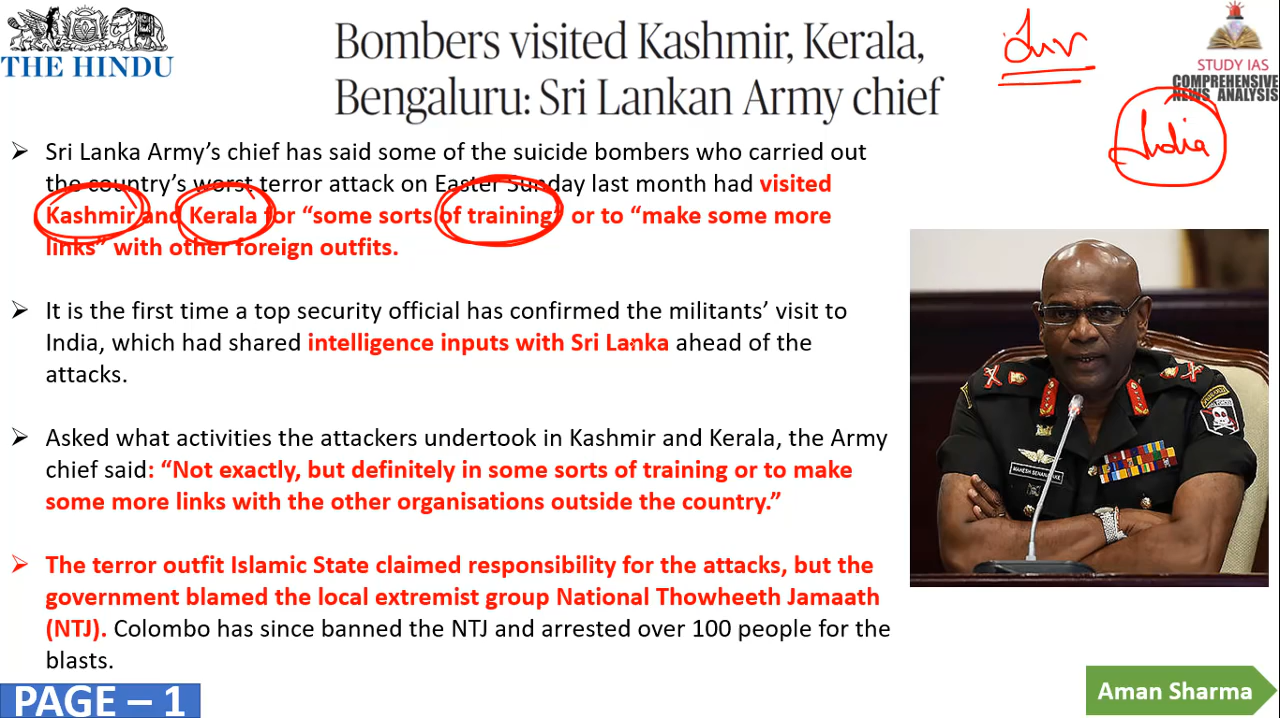 THE HINDU
Bombers visited Kashmir, Kerala,
Bengaluru: Sri Lankan Army chief
STUDY IAS
COMPREHENSIVE
NEWS ANALYSIS
India
Sri Lanka Army’s chief has said some of the suicide bombers who carried out
the country’s worst terror attack on Easter Sunday last month had visited
Kashmir and Kerala for “some sorts of training” or to “make some more
links” with other foreign outfits.
It is the first time a top security official has confirmed the militants’ visit to
India, which had shared intelligence inputs with Sri Lanka ahead of the
attacks.
Asked what activities the attackers undertook in Kashmir and Kerala, the Army
chief said: “Not exactly, but definitely in some sorts of training or to make
some more links with the other organisations outside the country.”
The terror outfit Islamic State claimed responsibility for the attacks, but the
government blamed the local extremist group National Thowheeth Jamaath
(NTJ). Colombo has since banned the NTJ and arrested over 100 people for the
blasts.
PAGE – 1
Aman Sharma